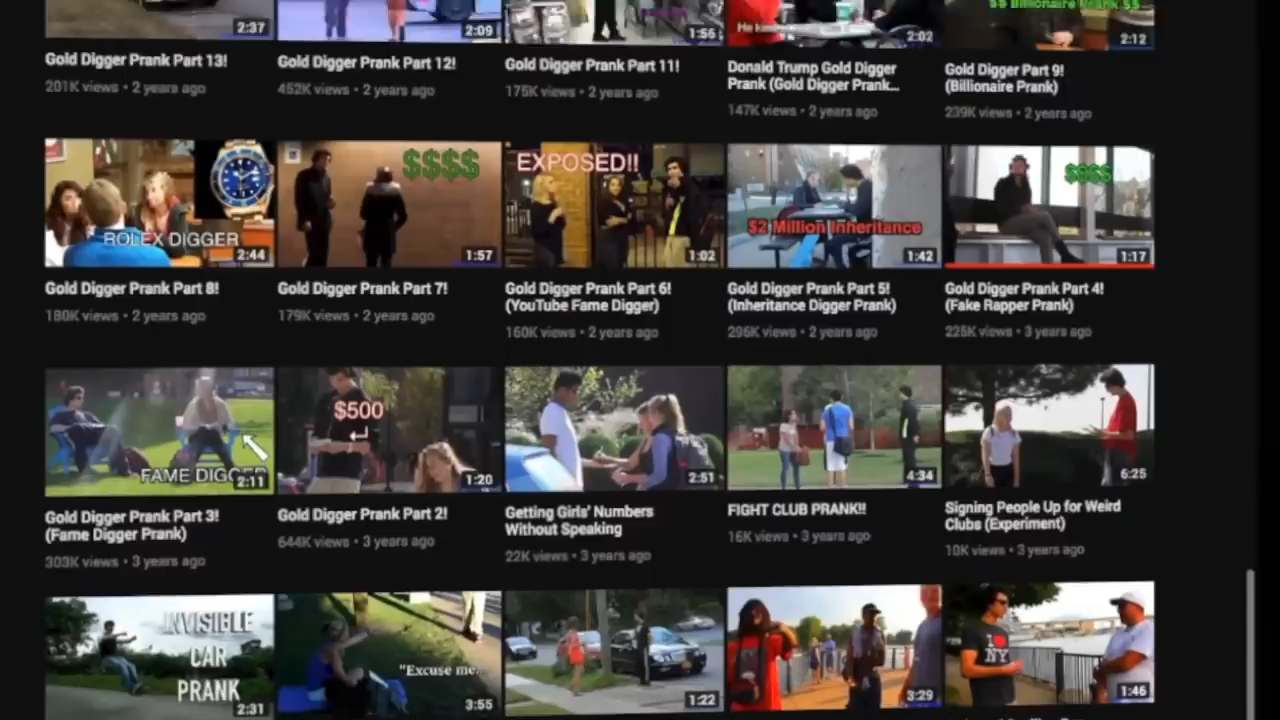 $$ Billionaire Prank $$
2:37
2:09
1:56
2:02
2:12
Gold Digger Prank Part 13!
201K views • 2 years ago
Gold Digger Prank Part 12!
452K views • 2 years ago
Gold Digger Prank Part 11!
175K views • 2 years ago
Donald Trump Gold Digger
Prank (Gold Digger Prank...
147K views • 2 years ago
Gold Digger Part 9!
(Billionaire Prank)
239K views • 2 years ago
ROLEX DIGGER
2:44
$$$$
1:57
EXPOSED!!
1:02
$2 Million Inheritance
1:42
$$$$
1:17
Gold Digger Prank Part 8!
180K views • 2 years ago
Gold Digger Prank Part 7!
179K views • 2 years ago
Gold Digger Prank Part 6!
(YouTube Fame Digger)
160K views • 2 years ago
Gold Digger Prank Part 5!
(Inheritance Digger Prank)
296K views • 2 years ago
Gold Digger Prank Part 4!
(Fake Rapper Prank)
225K views • 3 years ago
FAME DIGGER
2:11
$500
1:20
2:51
4:34
6:25
Gold Digger Prank Part 3!
(Fame Digger Prank)
303K views • 3 years ago
Gold Digger Prank Part 2!
644K views • 3 years ago
Getting Girls' Numbers
Without Speaking
22K views • 3 years ago
FIGHT CLUB PRANK!!
16K views • 3 years ago
Signing People Up for Weird
Clubs (Experiment)
10K views • 3 years ago
INVISIBLE
CAR
PRANK
2:31
"Excuse me...
3:55
1:22
3:29
I NY
1:46